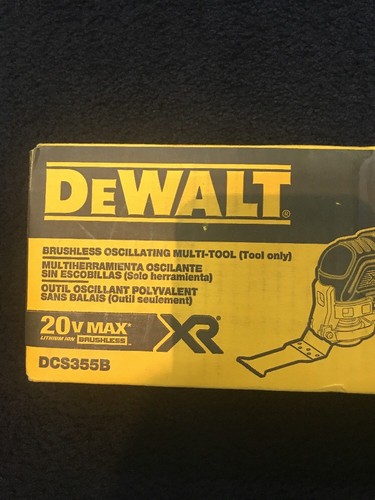 DEWALT®
BRUSHLESS OSCILLATING MULTI-TOOL (Tool only)
MULTIHERRAMIENTA OSCILANTE
SIN ESCOBILLAS (Solo herramienta)
OUTIL OSCILLANT POLYVALENT
SANS BALAIS (Outil seulement)
20V MAX* XR®
LITHIUM ION BRUSHLESS
DCS355B